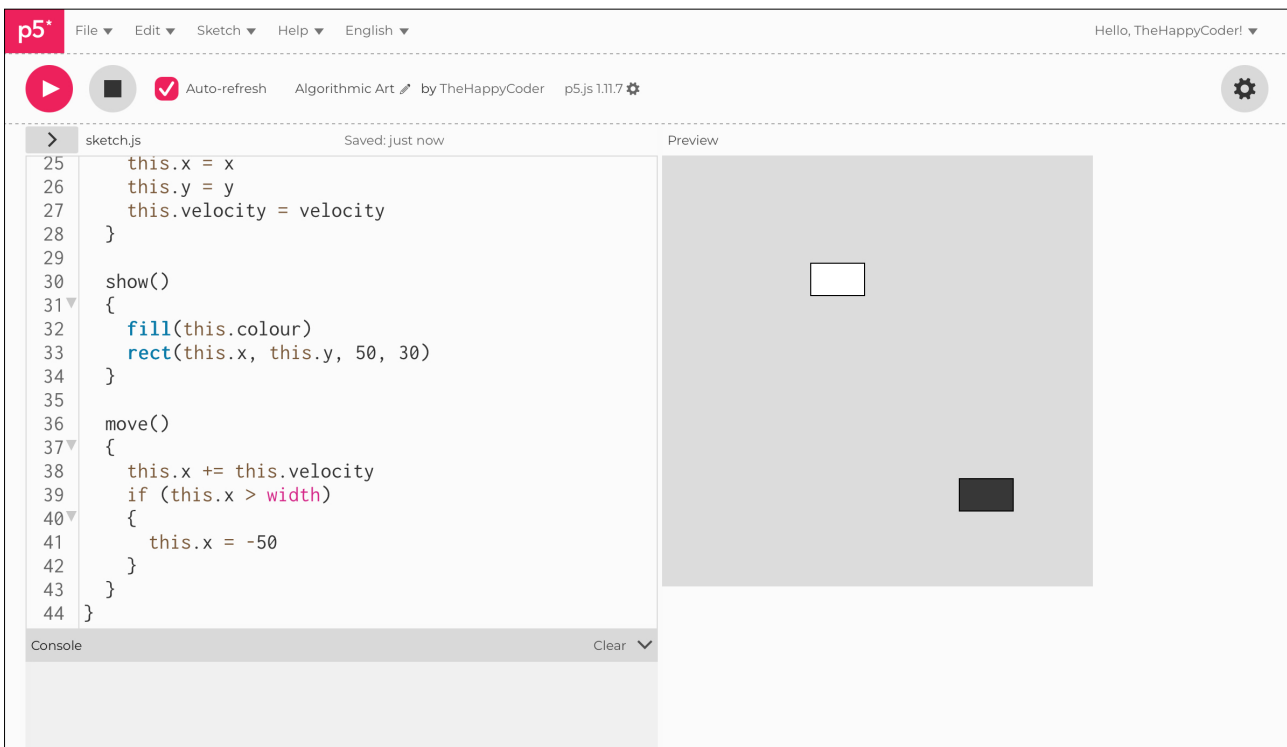 p5* File Edit Sketch Help English Hello, TheHappyCoder!
Auto-refresh Algorithmic Art by TheHappyCoder p5.js 1.11.7
sketch.js Saved: just now Preview
25 this.x = x
26 this.y = y
27 this.velocity = velocity
28 }
29
30 show()
31 {
32 fill(this.colour)
33 rect(this.x, this.y, 50, 30)
34 }
35
36 move()
37 {
38 this.x += this.velocity
39 if (this.x > width)
40 {
41 this.x = -50
42 }
43 }
44 }
Console Clear